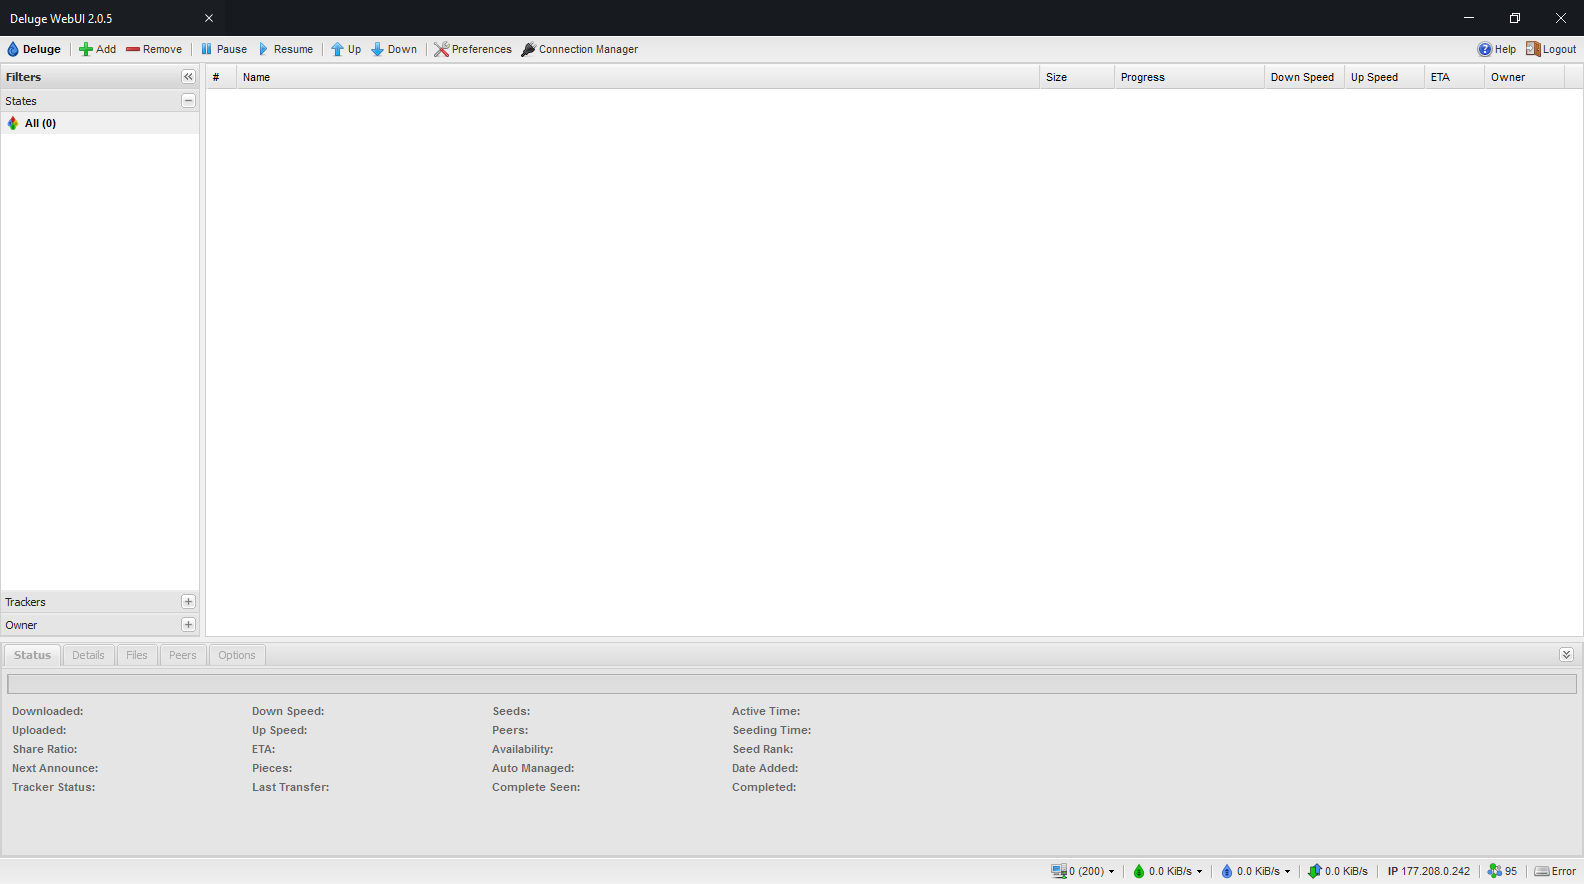 Deluge WebUI 2.0.5
Deluge Add Remove Pause Resume Up Down Preferences Connection Manager Help Logout
Filters
# Name Size Progress Down Speed Up Speed ETA Owner
States
All (0)
Trackers
Owner
Status Details Files Peers Options
Downloaded: Down Speed: Seeds: Active Time:
Uploaded: Up Speed: Peers: Seeding Time:
Share Ratio: ETA: Availability: Seed Rank:
Next Announce: Pieces: Auto Managed: Date Added:
Tracker Status: Last Transfer: Complete Seen: Completed:
0 (200) 0.0 KiB/s 0.0 KiB/s 0.0 KiB/s IP 177.208.0.242 95 Error